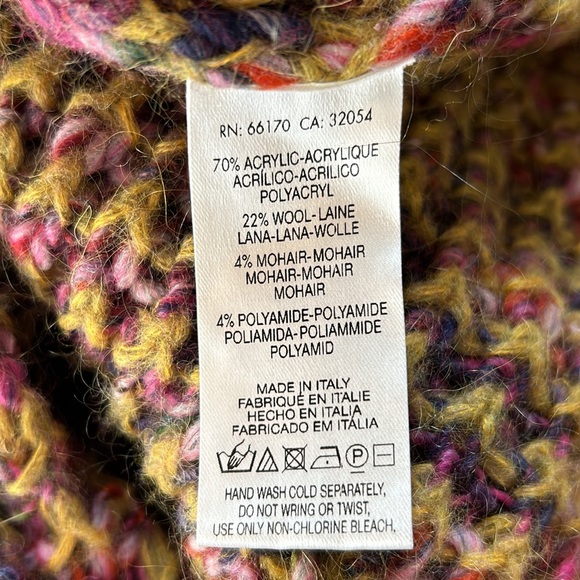 RN: 66170 CA: 32054
70% ACRYLIC-ACRYLIQUE
ACRÍLICO-ACRILICO
POLYACRYL
22% WOOL-LAINE
LANA-LANA-WOLLE
4% MOHAIR-MOHAIR
MOHAIR-MOHAIR
MOHAIR
4% POLYAMIDE-POLYAMIDE
POLIAMIDA-POLIAMMIDE
POLYAMID
MADE IN ITALY
FABRIQUÉ EN ITALIE
HECHO EN ITALIA
FABRICADO EM ITÁLIA
P
HAND WASH COLD SEPARATELY,
DO NOT WRING OR TWIST,
USE ONLY NON-CHLORINE BLEACH,